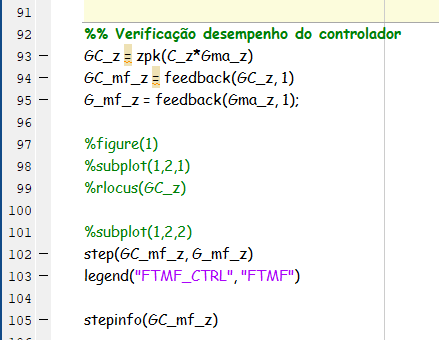 91
92 %% Verificação desempenho do controlador
93 GC_z = zpk(C_z*Gma_z)
94 GC_mf_z = feedback(GC_z, 1)
95 G_mf_z = feedback(Gma_z, 1);
96
97 %figure(1)
98 %subplot(1,2,1)
99 %rlocus(GC_z)
100
101 %subplot(1,2,2)
102 step(GC_mf_z, G_mf_z)
103 legend("FTMF_CTRL", "FTMF")
104
105 stepinfo(GC_mf_z)